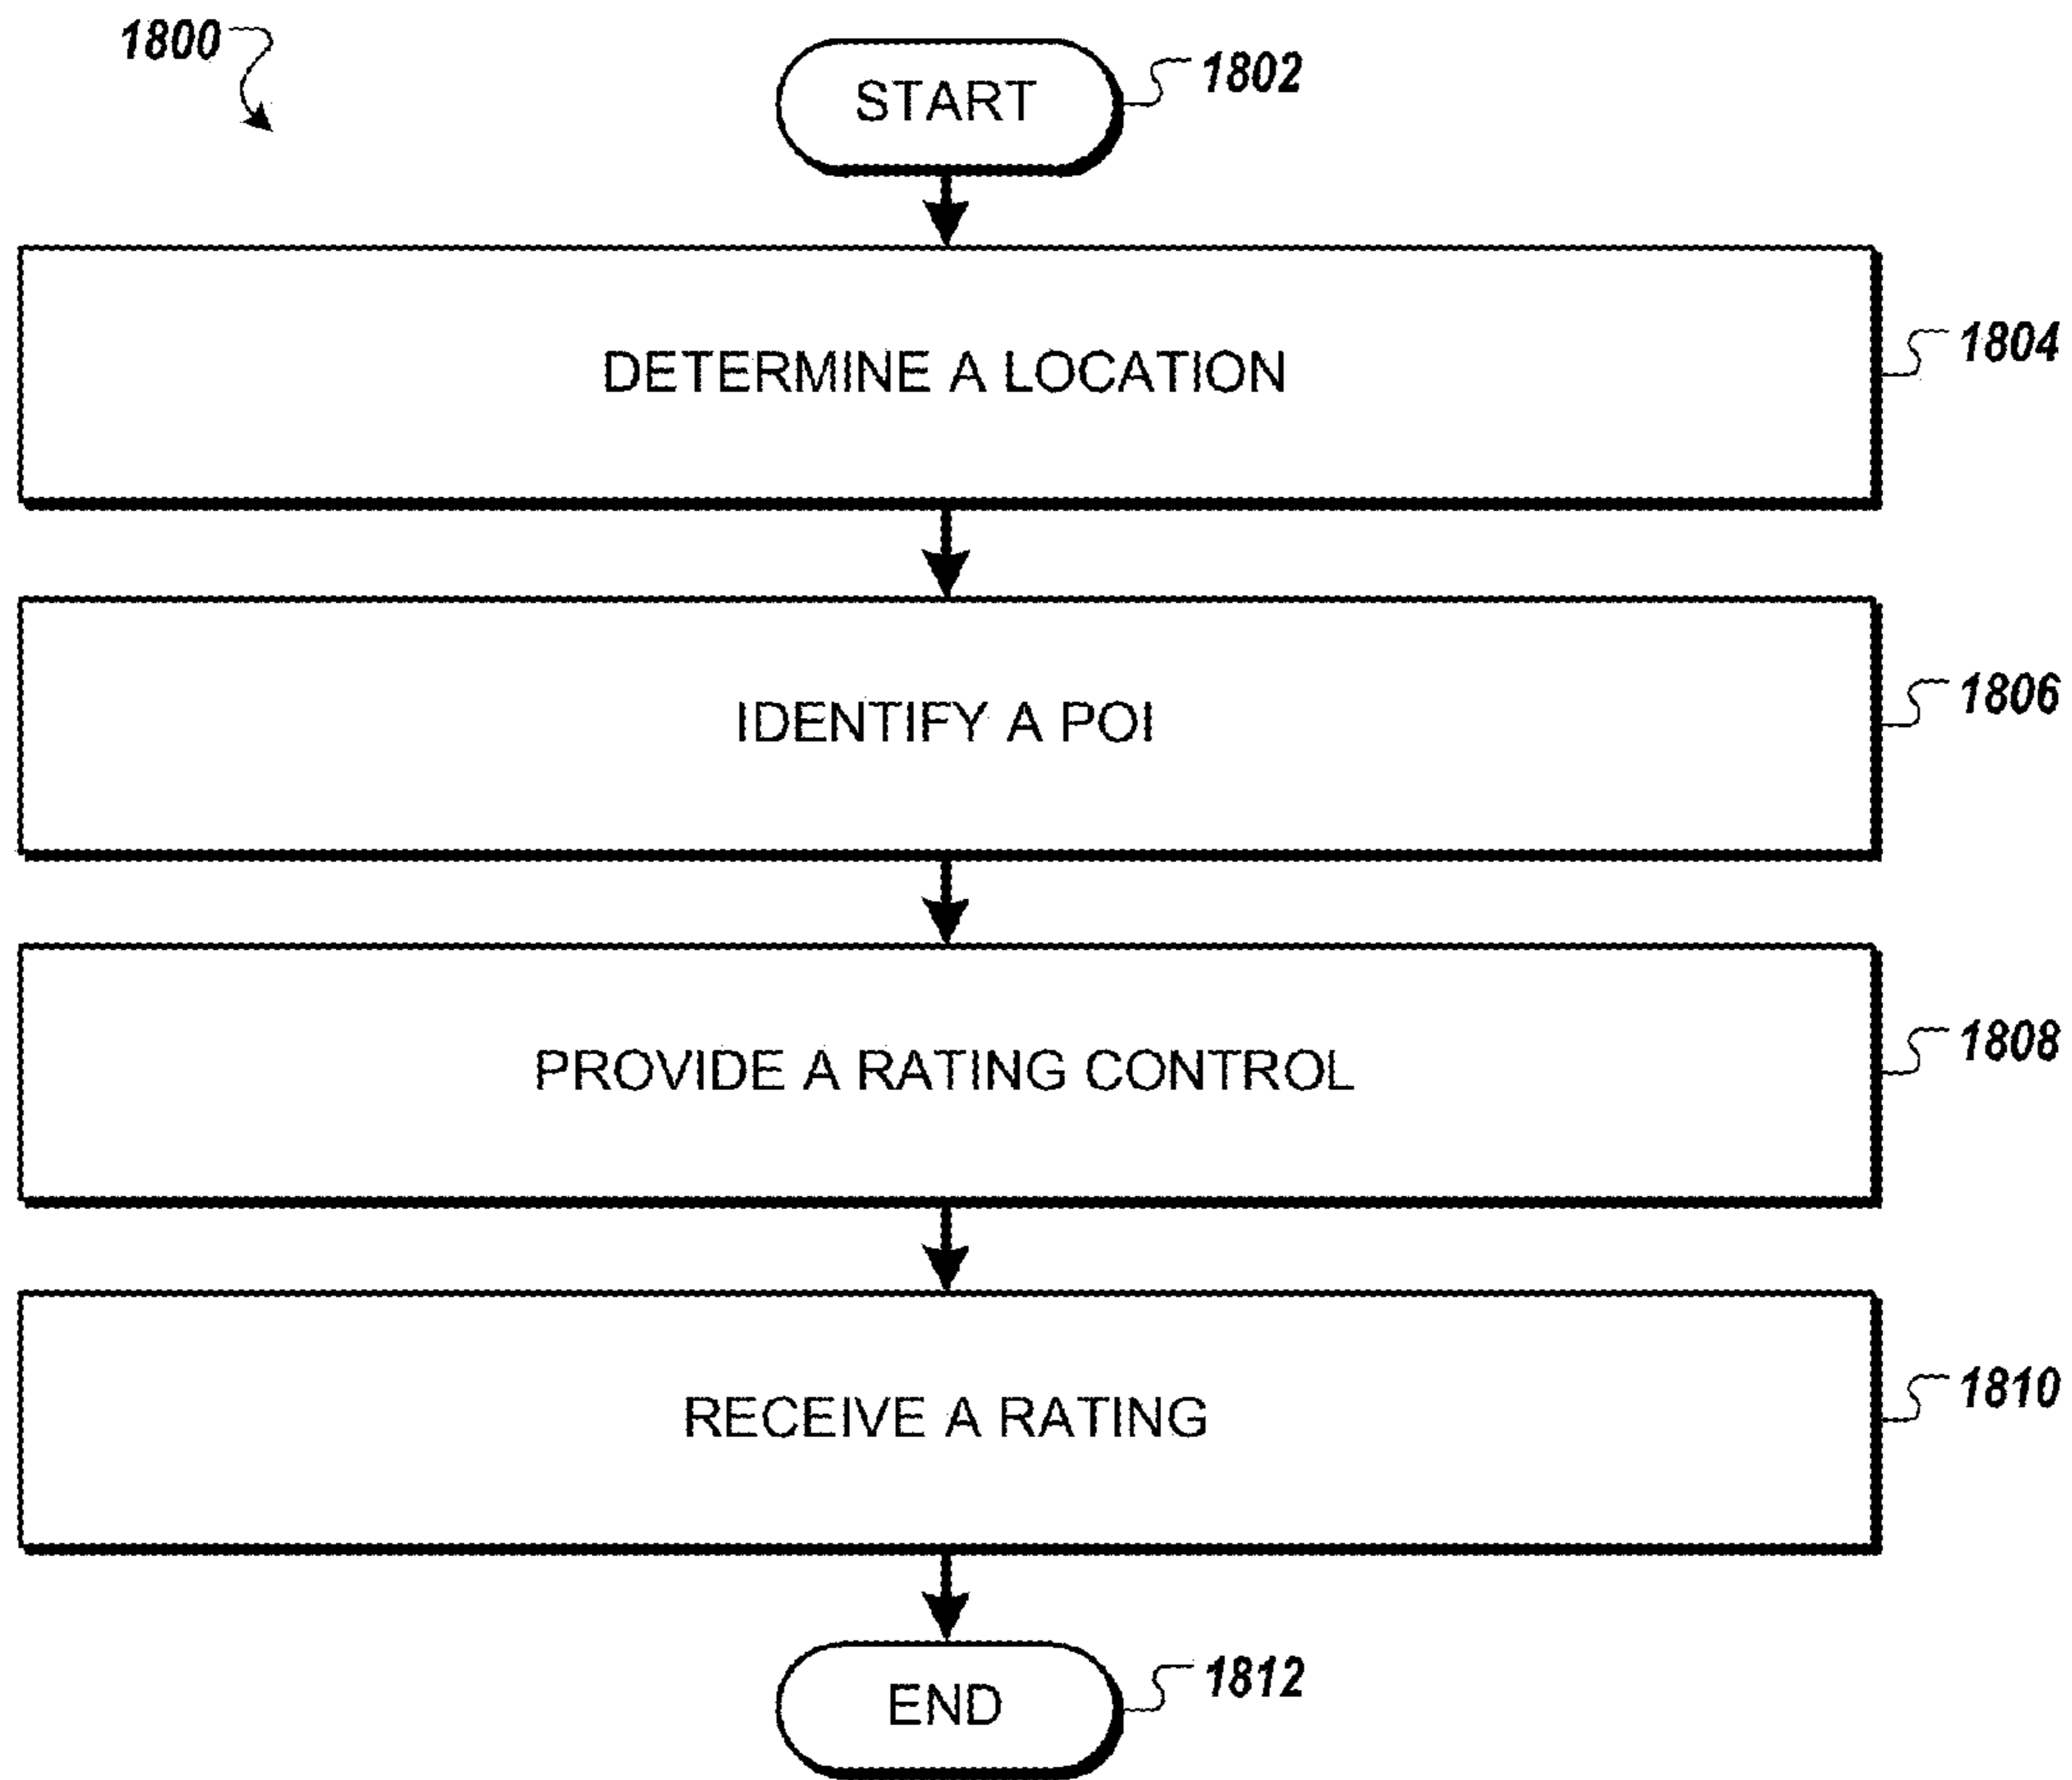 1800
START
1802
DETERMINE A LOCATION
1804
IDENTIFY A POI
1806
PROVIDE A RATING CONTROL
1808
RECEIVE A RATING
1810
END
1812